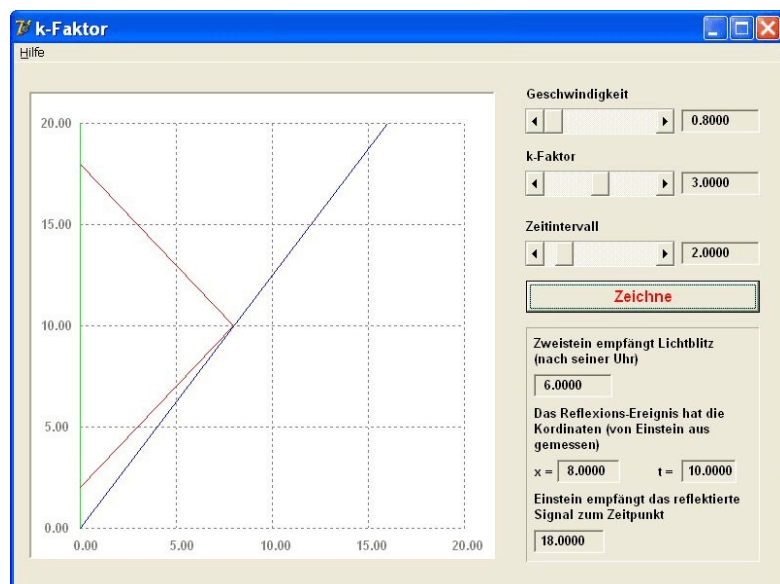 k-Faktor
Hilfe
20.00
15.00
10.00
5.00
0.00
0.00 5.00 10.00 15.00 20.00
Geschwindigkeit
0.8000
k-Faktor
3.0000
Zeitintervall
2.0000
Zeichne
Zweistein empfängt Lichtblitz
(nach seiner Uhr)
6.0000
Das Reflexions-Ereignis hat die
Kordinaten (von Einstein aus
gemessen)
x = 8.0000 t = 10.0000
Einstein empfängt das reflektierte
Signal zum Zeitpunkt
18.0000